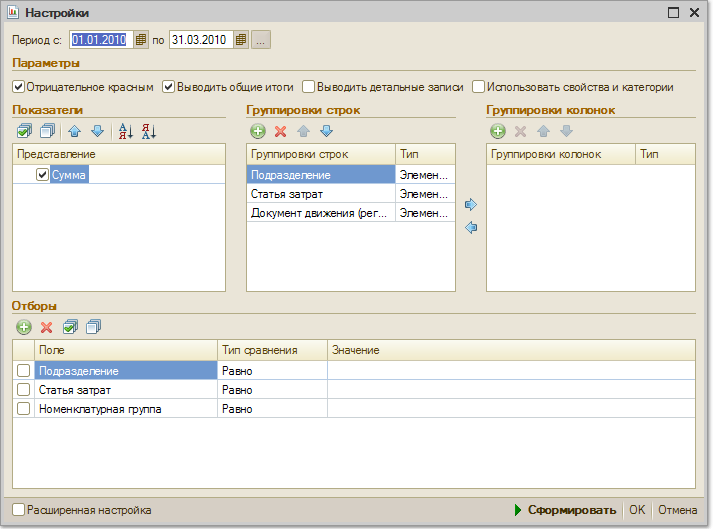 Настройки
Период с: 01.01.2010 по 31.03.2010 ...
Параметры
Отрицательное красным Выводить общие итоги Выводить детальные записи Использовать свойства и категории
Показатели Группировки строк Группировки колонок
Представление Группировки строк Тип Группировки колонок Тип
Сумма Подразделение Элемен...
Статья затрат Элемен...
Документ движения (рег... Элемен...
Отборы
Поле Тип сравнения Значение
Подразделение Равно
Статья затрат Равно
Номенклатурная группа Равно
Расширенная настройка Сформировать OK Отмена